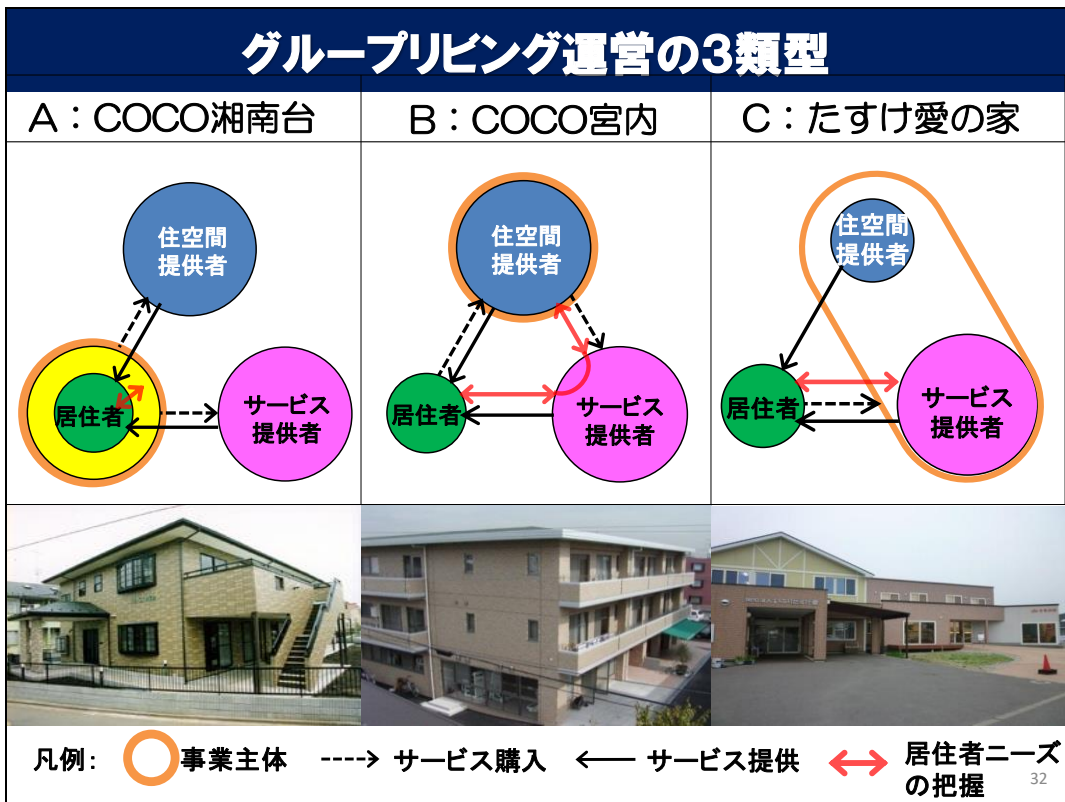 グループリビング運営の3類型
A：COCO湘南台
B：COCO宮内
C：たすけ愛の家
住空間
提供者
居住者
サービス
提供者
住空間
提供者
居住者
サービス
提供者
住空間
提供者
居住者
サービス
提供者
凡例：
事業主体
サービス購入
サービス提供
居住者ニーズ
の把握
32